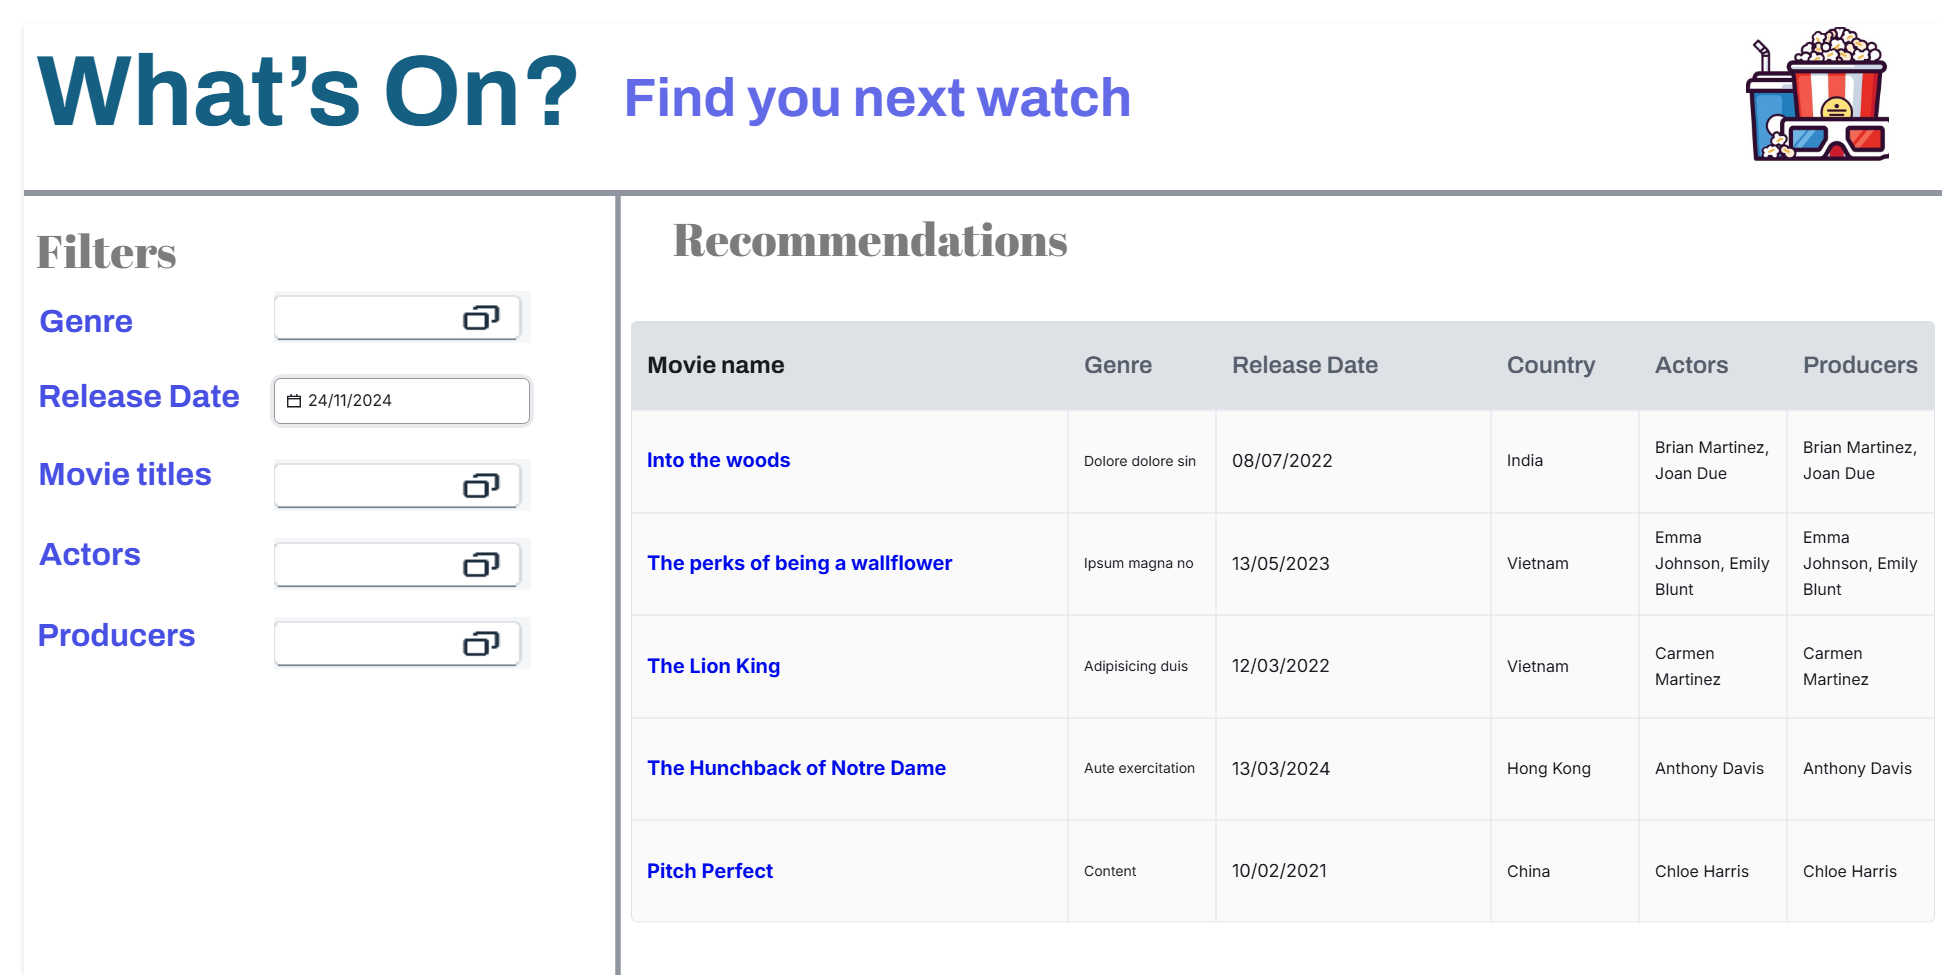 What's On?
Find you next watch
Filters
Recommendations
Genre
Release Date
24/11/2024
Movie titles
Actors
Producers
Movie name Genre Release Date Country Actors Producers
Into the woods Dolore dolore sin 08/07/2022 India Brian Martinez, Joan Due Brian Martinez, Joan Due
The perks of being a wallflower Ipsum magna no 13/05/2023 Vietnam Emma Johnson, Emily Blunt Emma Johnson, Emily Blunt
The Lion King Adipisicing duis 12/03/2022 Vietnam Carmen Martinez Carmen Martinez
The Hunchback of Notre Dame Aute exercitation 13/03/2024 Hong Kong Anthony Davis Anthony Davis
Pitch Perfect Content 10/02/2021 China Chloe Harris Chloe Harris